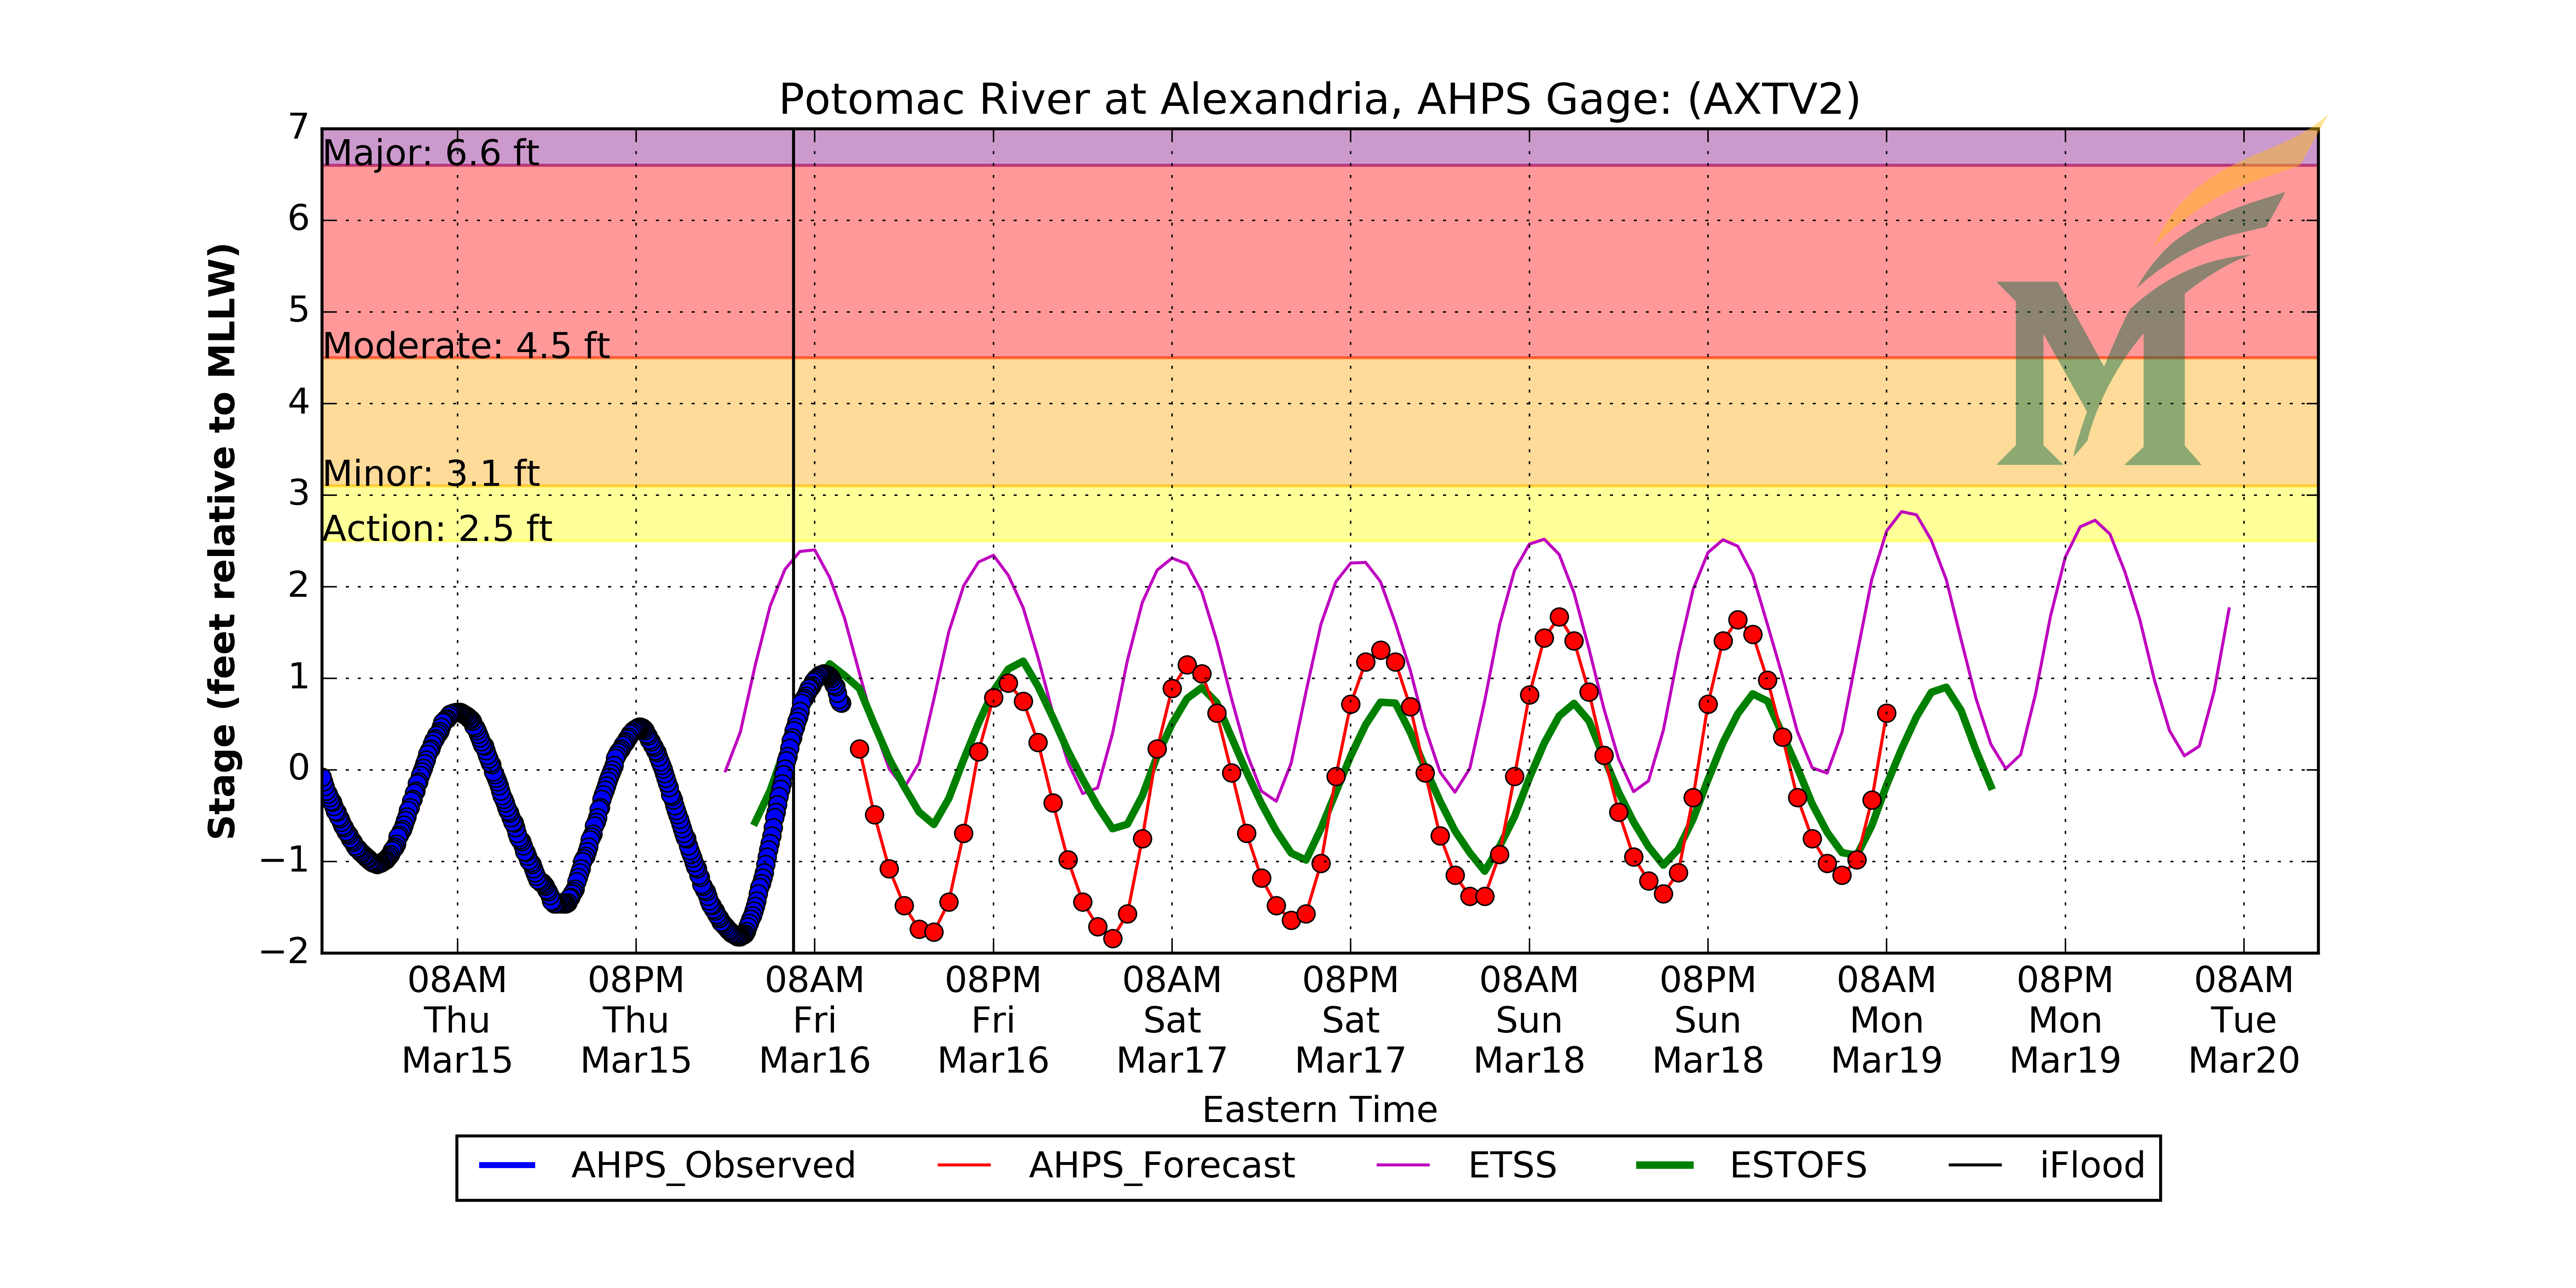 Potomac River at Alexandria, AHPS Gage: (AXTV2)
7
Major: 6.6 ft
6
5
Moderate: 4.5 ft
4
Minor: 3.1 ft
3
Action: 2.5 ft
2
1
0
−1
−2
Stage (feet relative to MLLW)
08AM 08PM 08AM 08PM 08AM 08PM 08AM 08PM 08AM 08PM 08AM
Thu Thu Fri Fri Sat Sat Sun Sun Mon Mon Tue
Mar15 Mar15 Mar16 Mar16 Mar17 Mar17 Mar18 Mar18 Mar19 Mar19 Mar20
Eastern Time
AHPS_Observed AHPS_Forecast ETSS ESTOFS iFlood
M